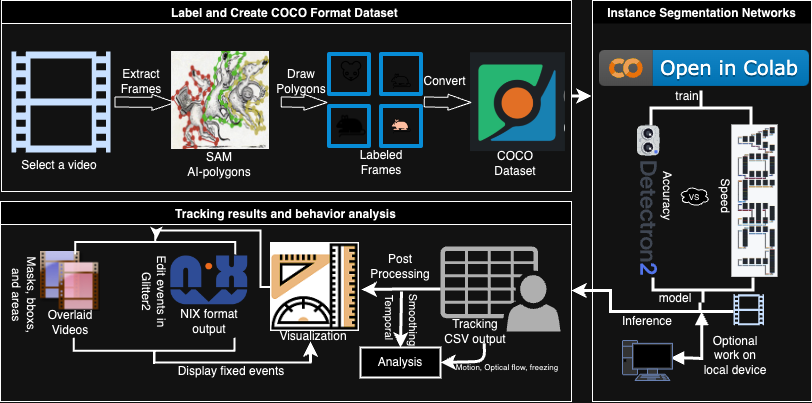 Label and Create COCO Format Dataset
Select a video
Extract
Frames
SAM
AI-polygons
Draw
Polygons
Labeled
Frames
Convert
COCO
Dataset
Instance Segmentation Networks
Open in Colab
train
Detectron2
Accuracy
vs
Speed
model
Inference
Optional
work on
local device
Tracking results and behavior analysis
Masks, bboxs,
and areas
Overlaid
Videos
Edit events in
Glitter2
NIX format
output
Visualization
Display fixed events
Post
Processing
Smoothing
Temporal
Analysis
Tracking
CSV output
Motion, Optical flow, freezing